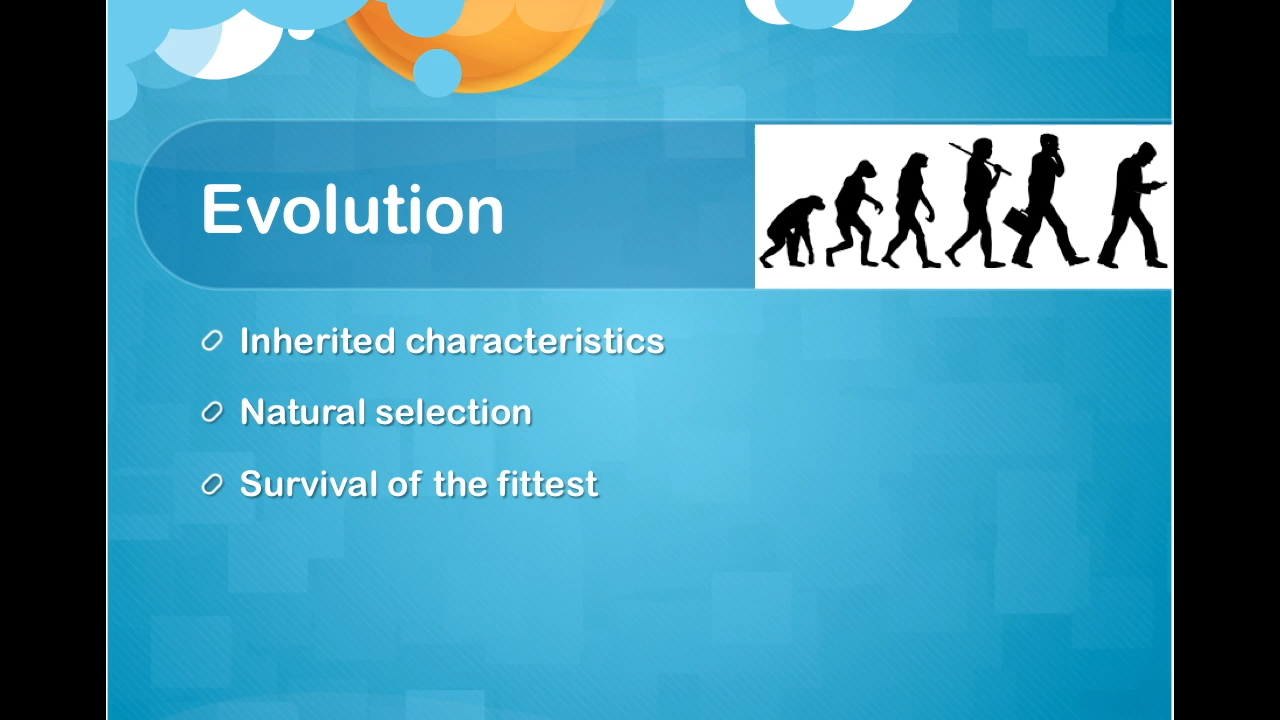 Evolution
Inherited characteristics
Natural selection
Survival of the fittest